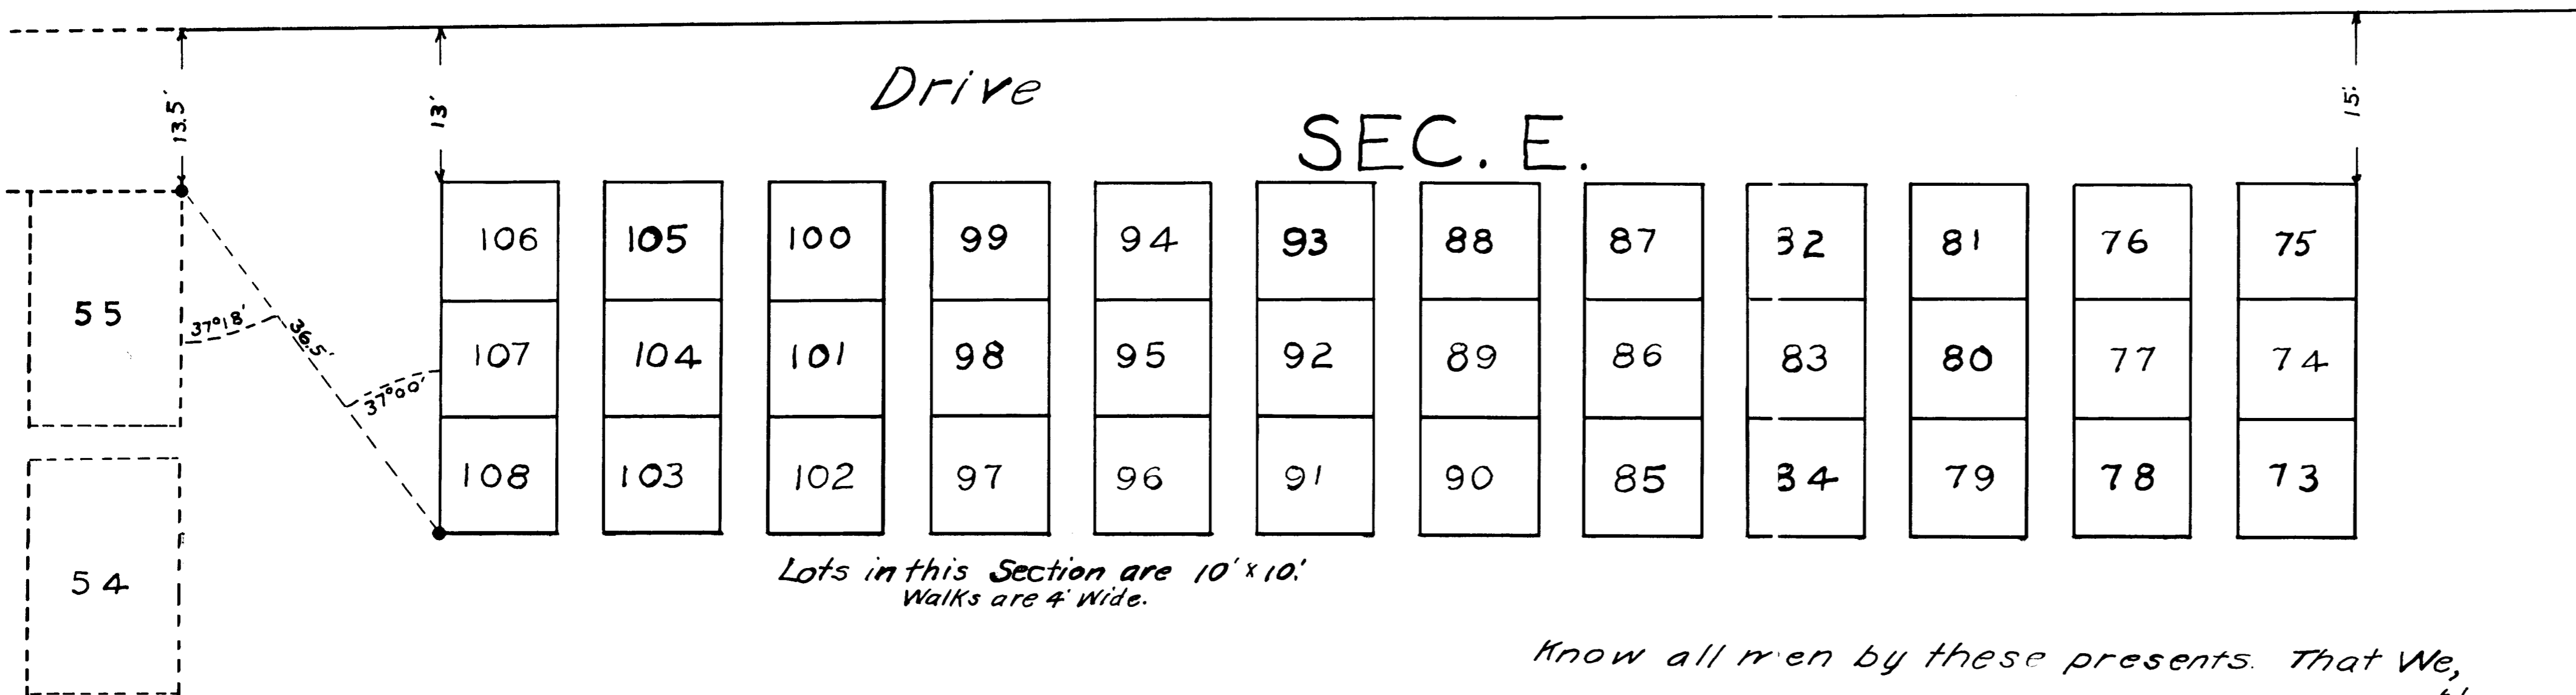 Drive
SEC. E.
13.5'
13'
15'
106 105 100 99 94 93 88 87 82 81 76 75
55
37°18'
36.5'
37°00'
107 104 101 98 95 92 89 86 83 80 77 74
108 103 102 97 96 91 90 85 84 79 78 73
54
Lots in this Section are 10' x 10'.
Walks are 4' Wide.
Know all men by these presents. That We,